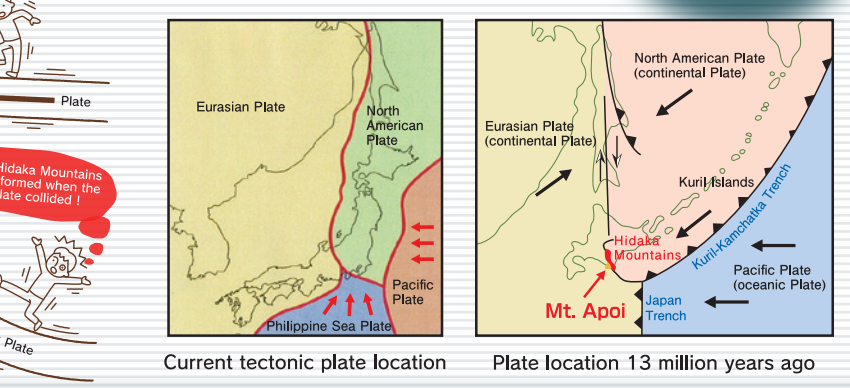 Plate
Hidaka Mountains
formed when the
late collided !
Plate
Eurasian Plate
North
American
Plate
Pacific
Plate
Philippine Sea Plate
Current tectonic plate location
North American Plate
(continental Plate)
Eurasian Plate
(continental Plate)
Kuril Islands
Kuril-Kamchatka Trench
Hidaka
Mountains
Pacific Plate
(oceanic Plate)
Mt. Apoi
Japan
Trench
Plate location 13 million years ago